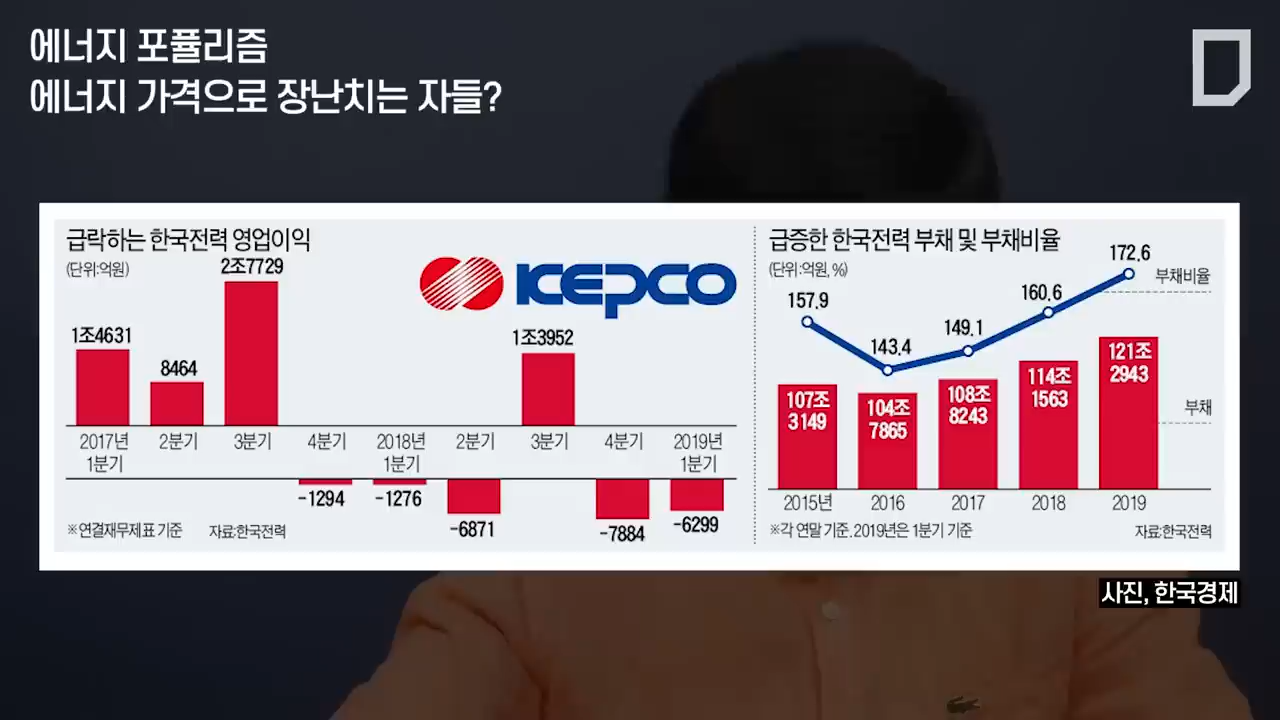 에너지 포퓰리즘
에너지 가격으로 장난치는 자들?
급락하는 한국전력 영업이익
(단위:억원)
KEPCO
1조4631
8464
2조7729
1조3952
2017년 1분기
2분기
3분기
4분기
2018년 1분기
2분기
3분기
4분기
2019년 1분기
-1294
-1276
-6871
-7884
-6299
※연결재무제표 기준
자료:한국전력
급증한 한국전력 부채 및 부채비율
(단위:억원, %)
157.9
143.4
149.1
160.6
172.6
부채비율
107조
3149
104조
7865
108조
8243
114조
1563
121조
2943
부채
2015년
2016
2017
2018
2019
※각 연말 기준. 2019년은 1분기 기준
자료:한국전력
사진, 한국경제